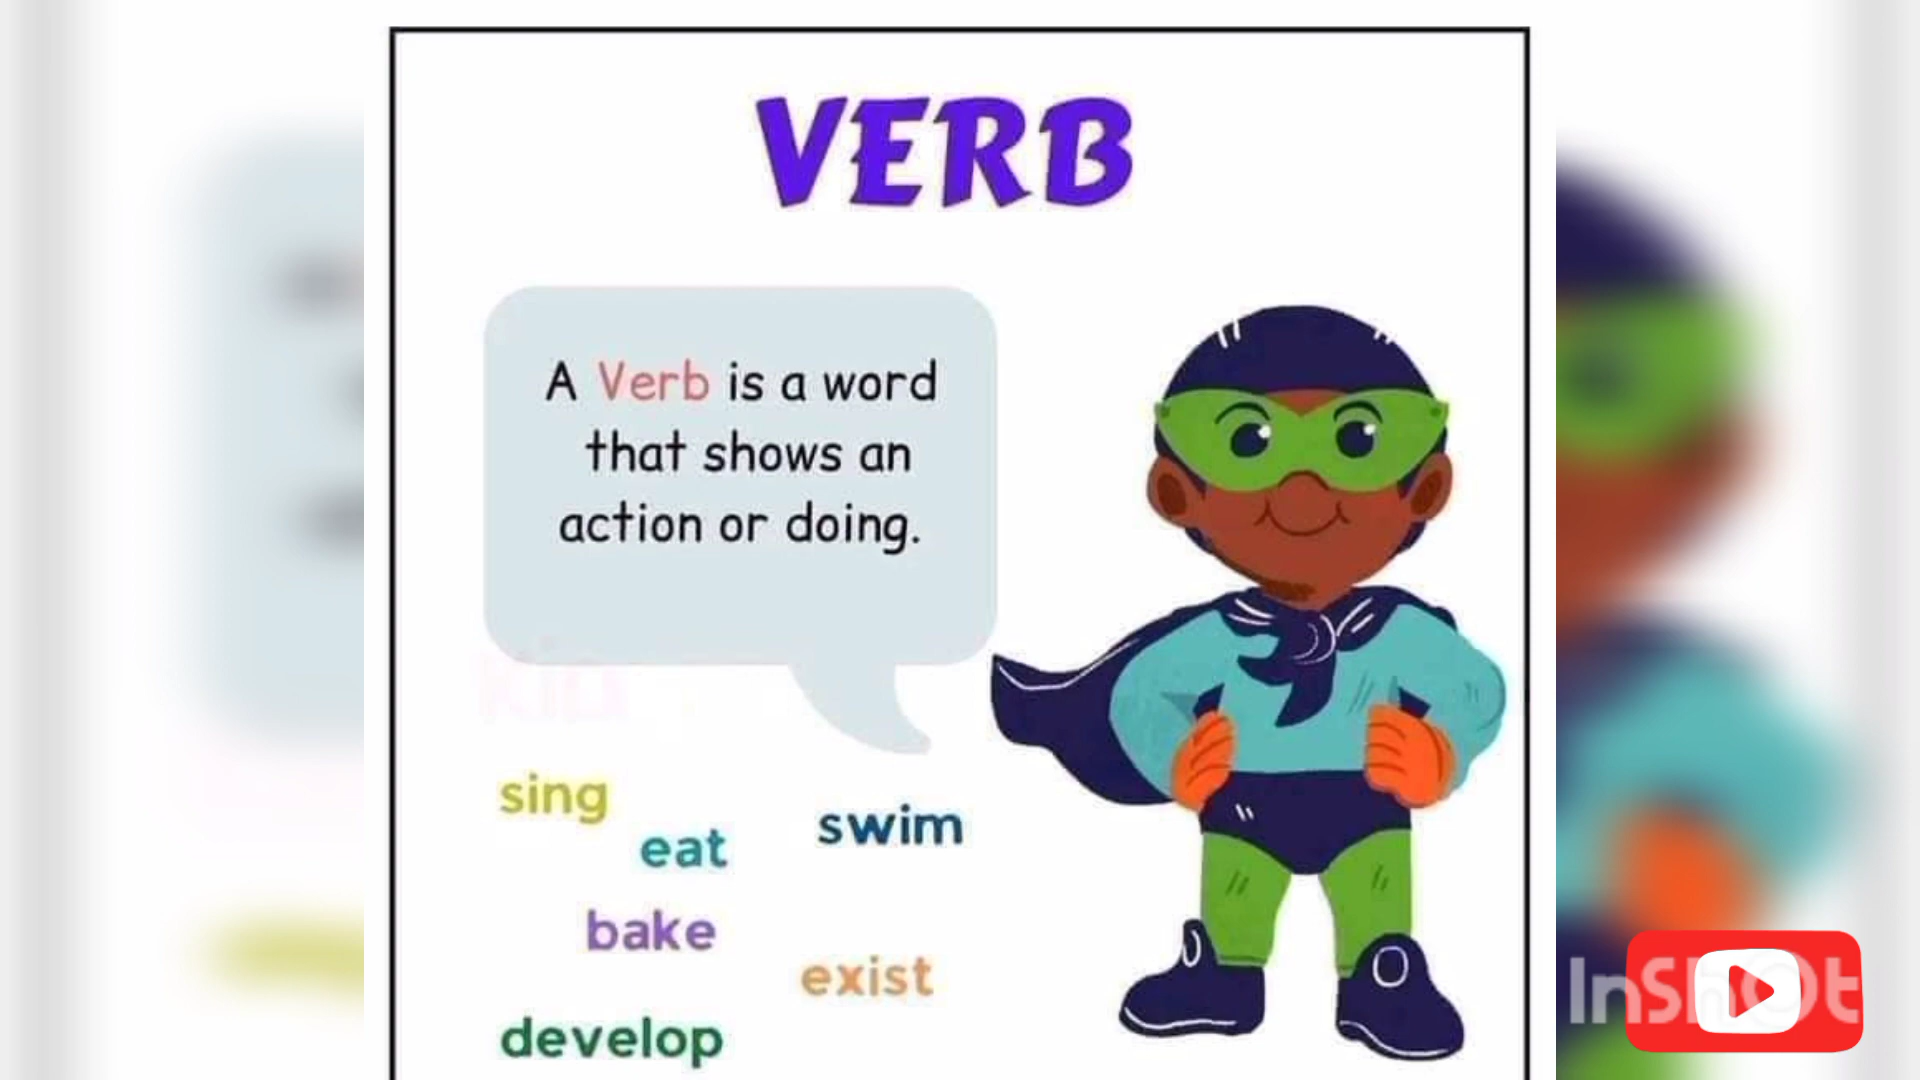 VERB
A Verb is a word
that shows an
action or doing.
sing
eat
swim
bake
exist
develop
InShOt